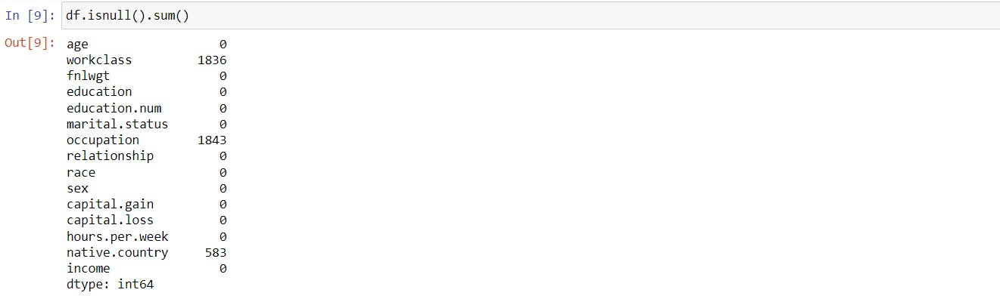 In [9]: df.isnull().sum()
Out[9]: age 0
workclass 1836
fnlwgt 0
education 0
education.num 0
marital.status 0
occupation 1843
relationship 0
race 0
sex 0
capital.gain 0
capital.loss 0
hours.per.week 0
native.country 583
income 0
dtype: int64